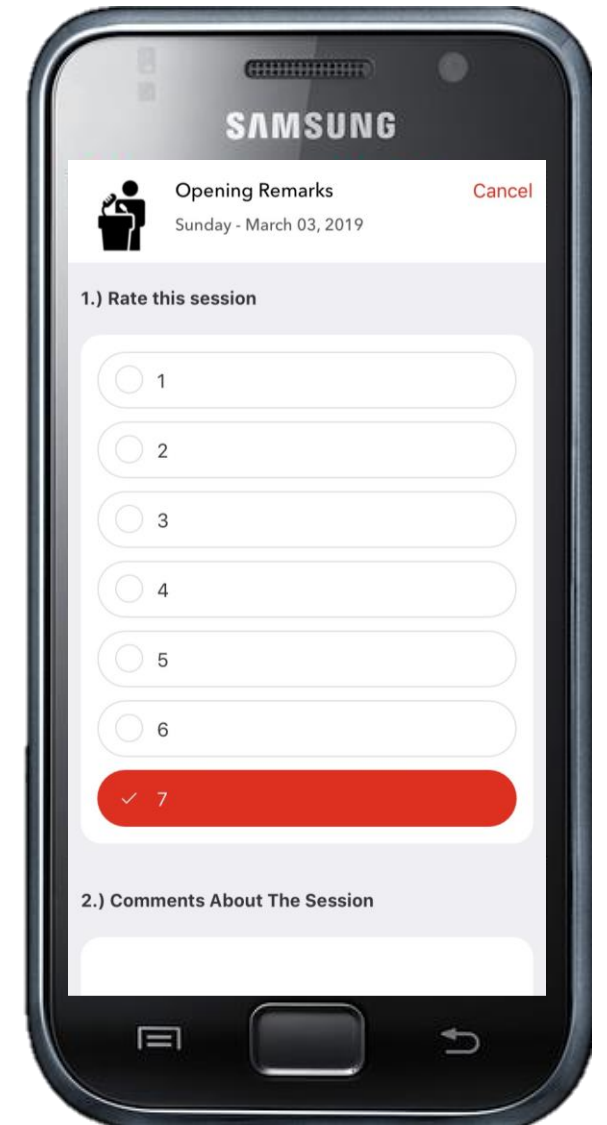 SAMSUNG
Opening Remarks
Cancel
Sunday - March 03, 2019
1.) Rate this session
1
2
3
4
5
6
7
2.) Comments About The Session